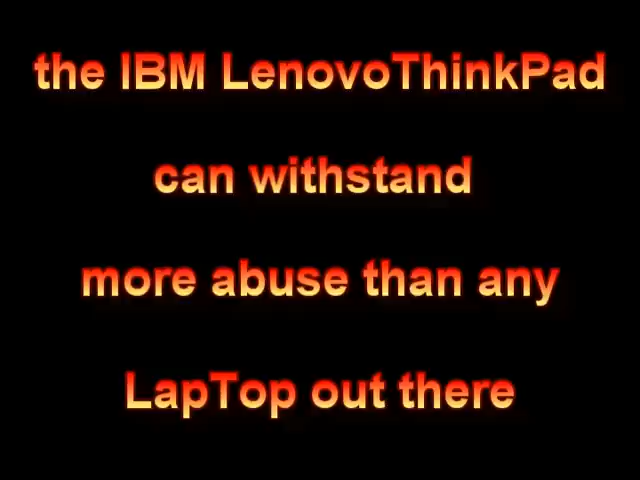 the IBM LenovoThinkPad
can withstand
more abuse than any
LapTop out there